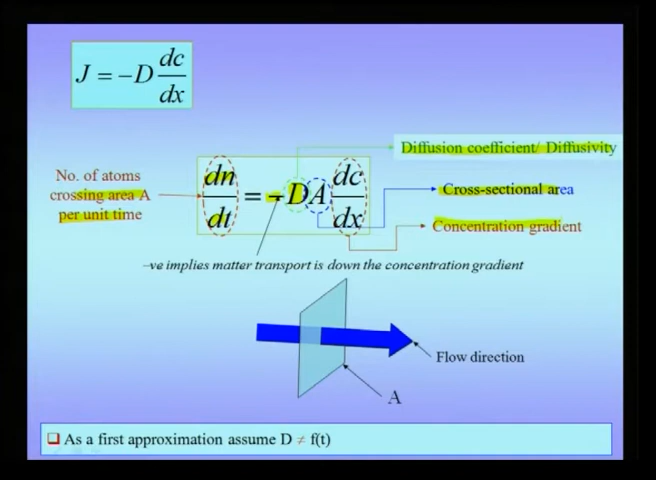 J = −D dc/dx
Diffusion coefficient/ Diffusivity
No. of atoms
crossing area A
per unit time
dn/dt = −DA dc/dx
Cross-sectional area
Concentration gradient
−ve implies matter transport is down the concentration gradient
Flow direction
A
As a first approximation assume D ≠ f(t)